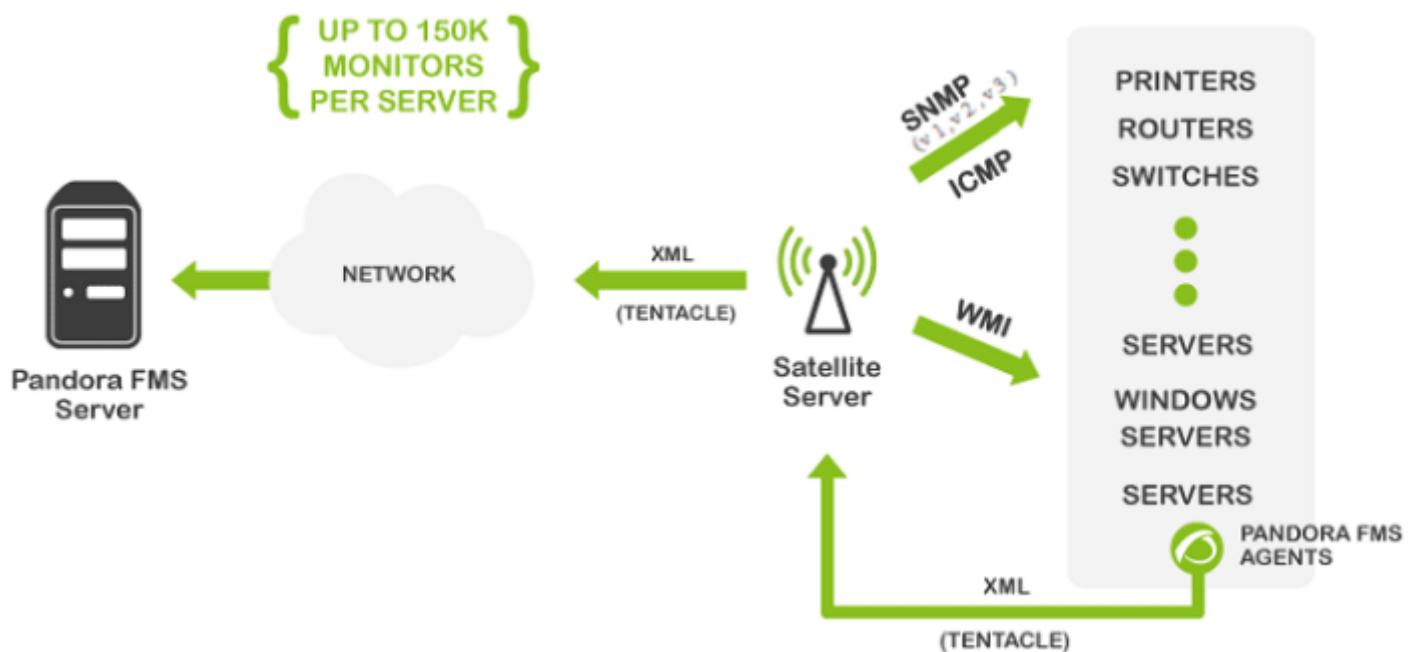 { UP TO 150K
MONITORS
PER SERVER }
SNMP
(v1,v2,v3)
ICMP
PRINTERS
ROUTERS
SWITCHES
NETWORK
XML
(TENTACLE)
WMI
Pandora FMS
Server
Satellite
Server
SERVERS
WINDOWS
SERVERS
SERVERS
PANDORA FMS
AGENTS
XML
(TENTACLE)